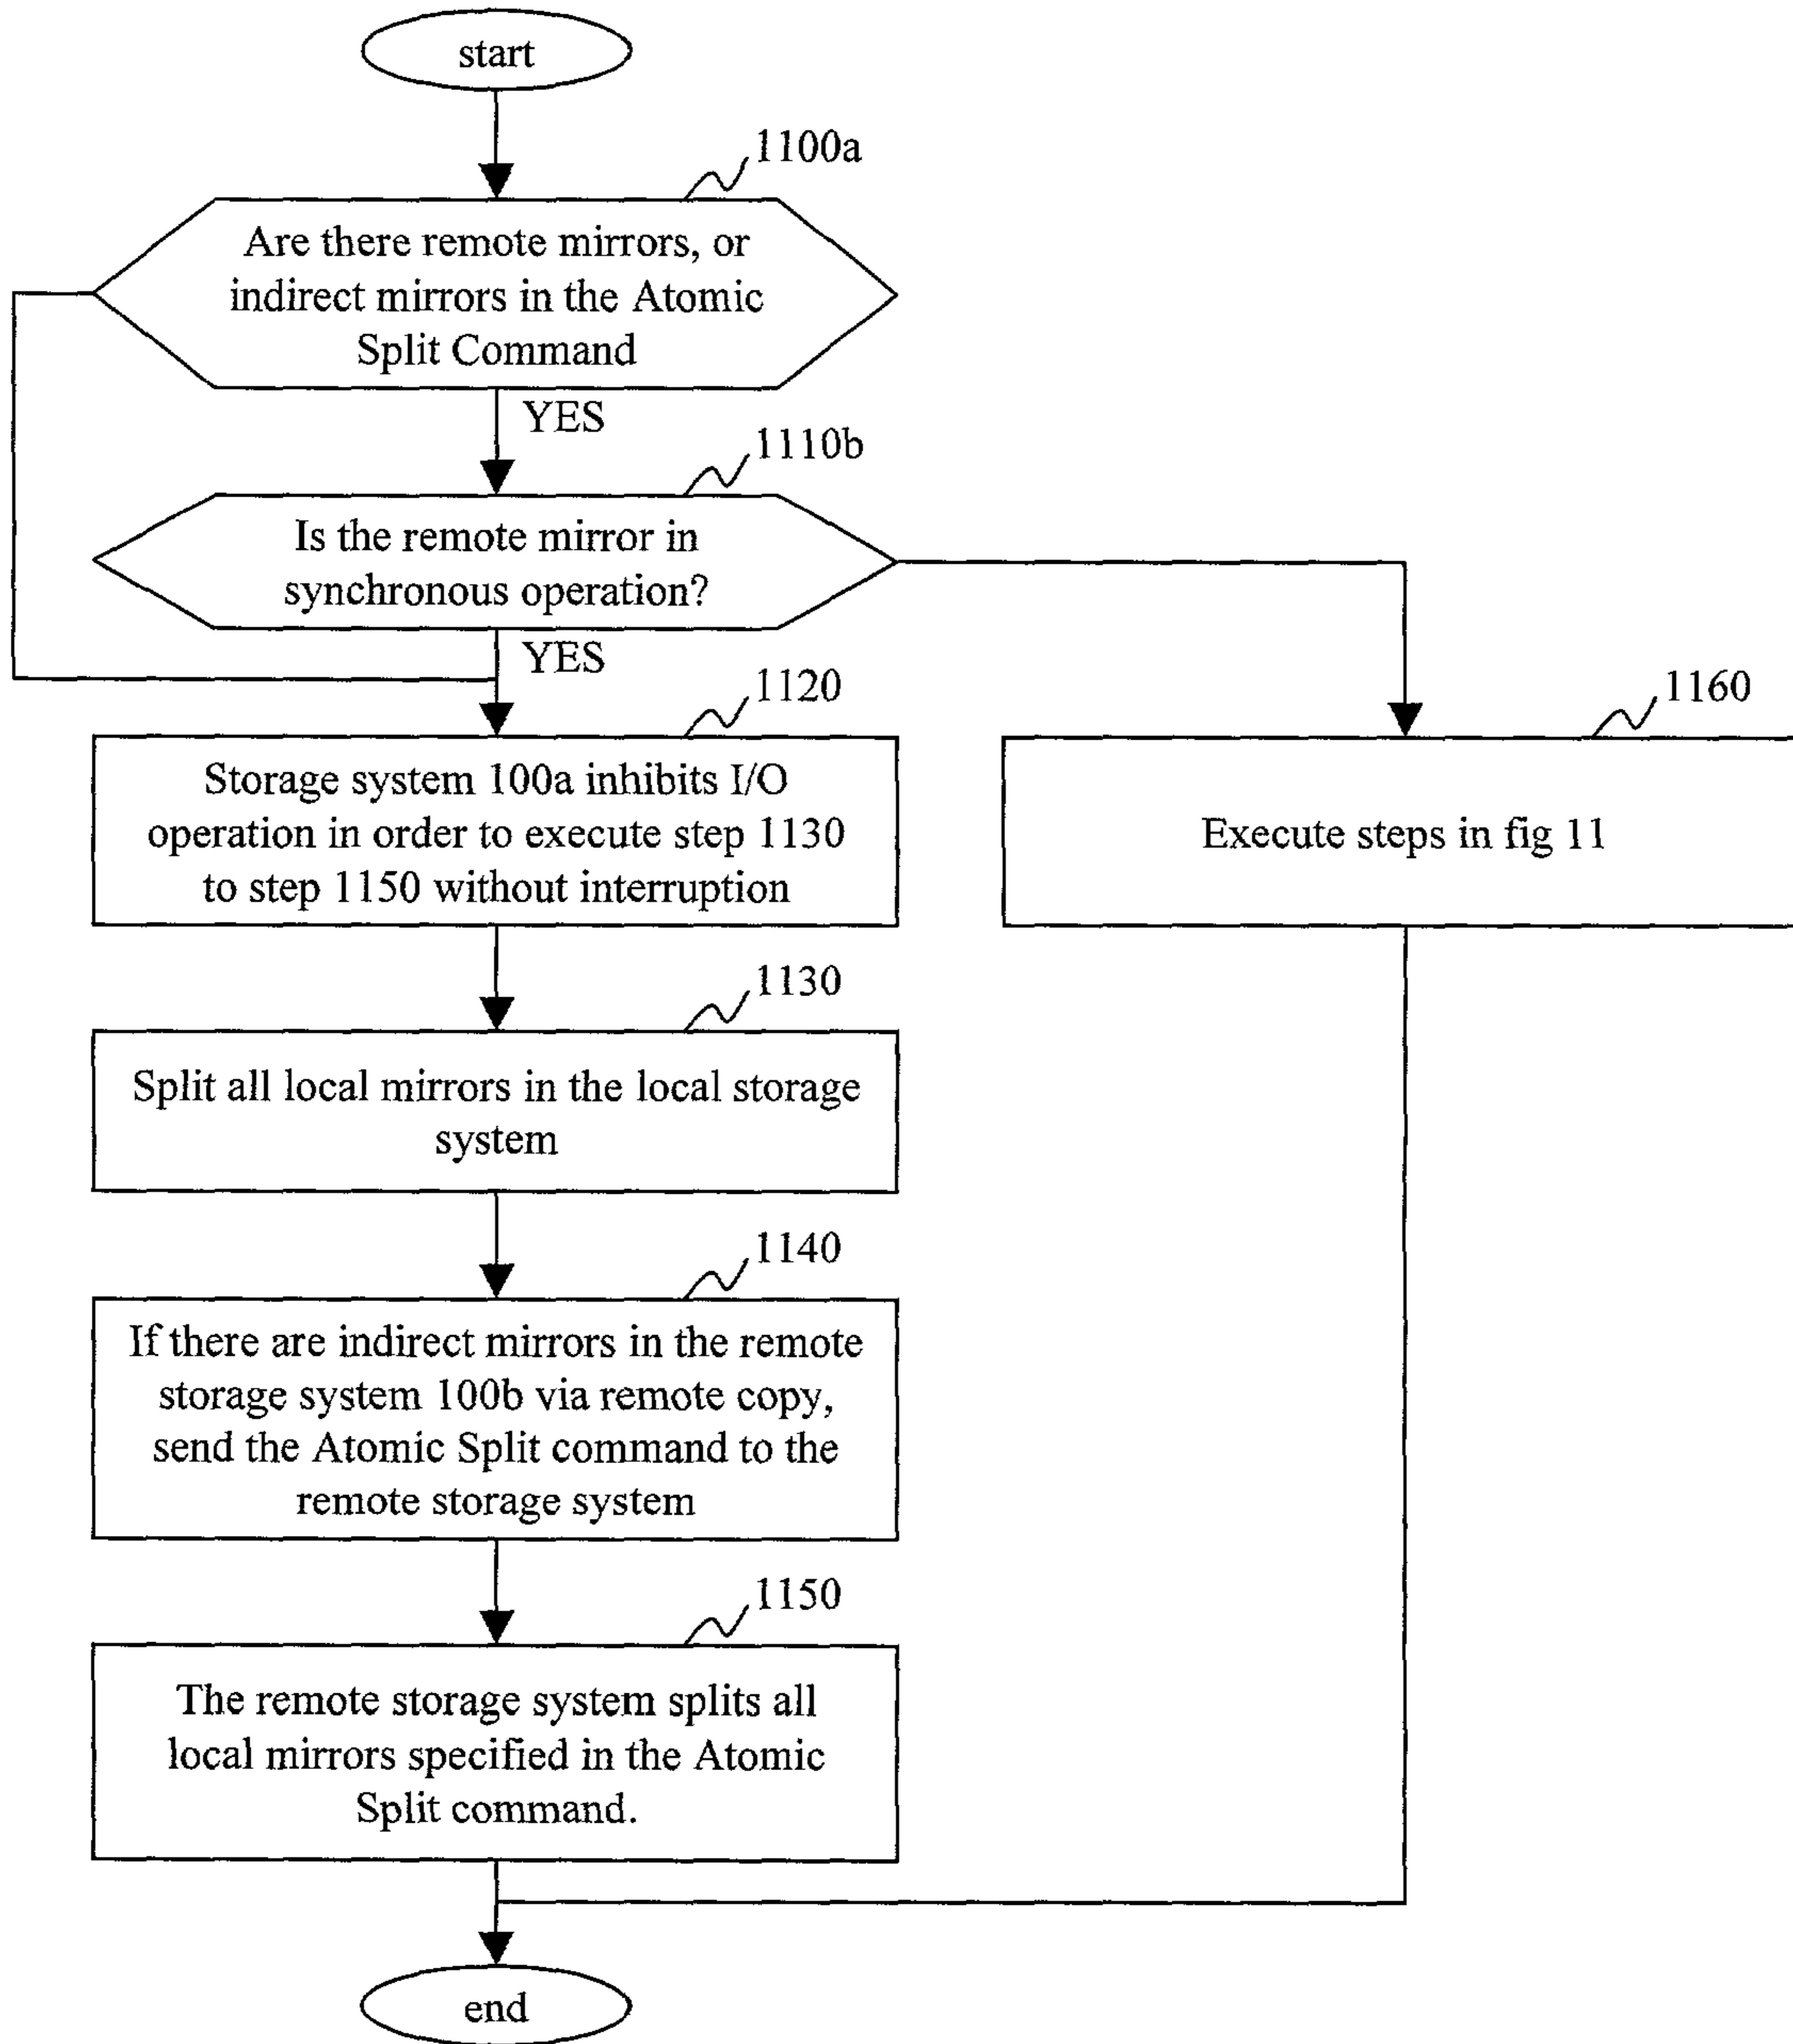 start
1100a
Are there remote mirrors, or
indirect mirrors in the Atomic
Split Command
YES
1110b
Is the remote mirror in
synchronous operation?
YES
1120
1160
Storage system 100a inhibits I/O
operation in order to execute step 1130
to step 1150 without interruption
Execute steps in fig 11
1130
Split all local mirrors in the local storage
system
1140
If there are indirect mirrors in the remote
storage system 100b via remote copy,
send the Atomic Split command to the
remote storage system
1150
The remote storage system splits all
local mirrors specified in the Atomic
Split command.
end